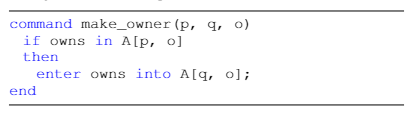 command make_owner(p, q, o)
if owns in A[p, o]
then
enter owns into A[q, o];
end